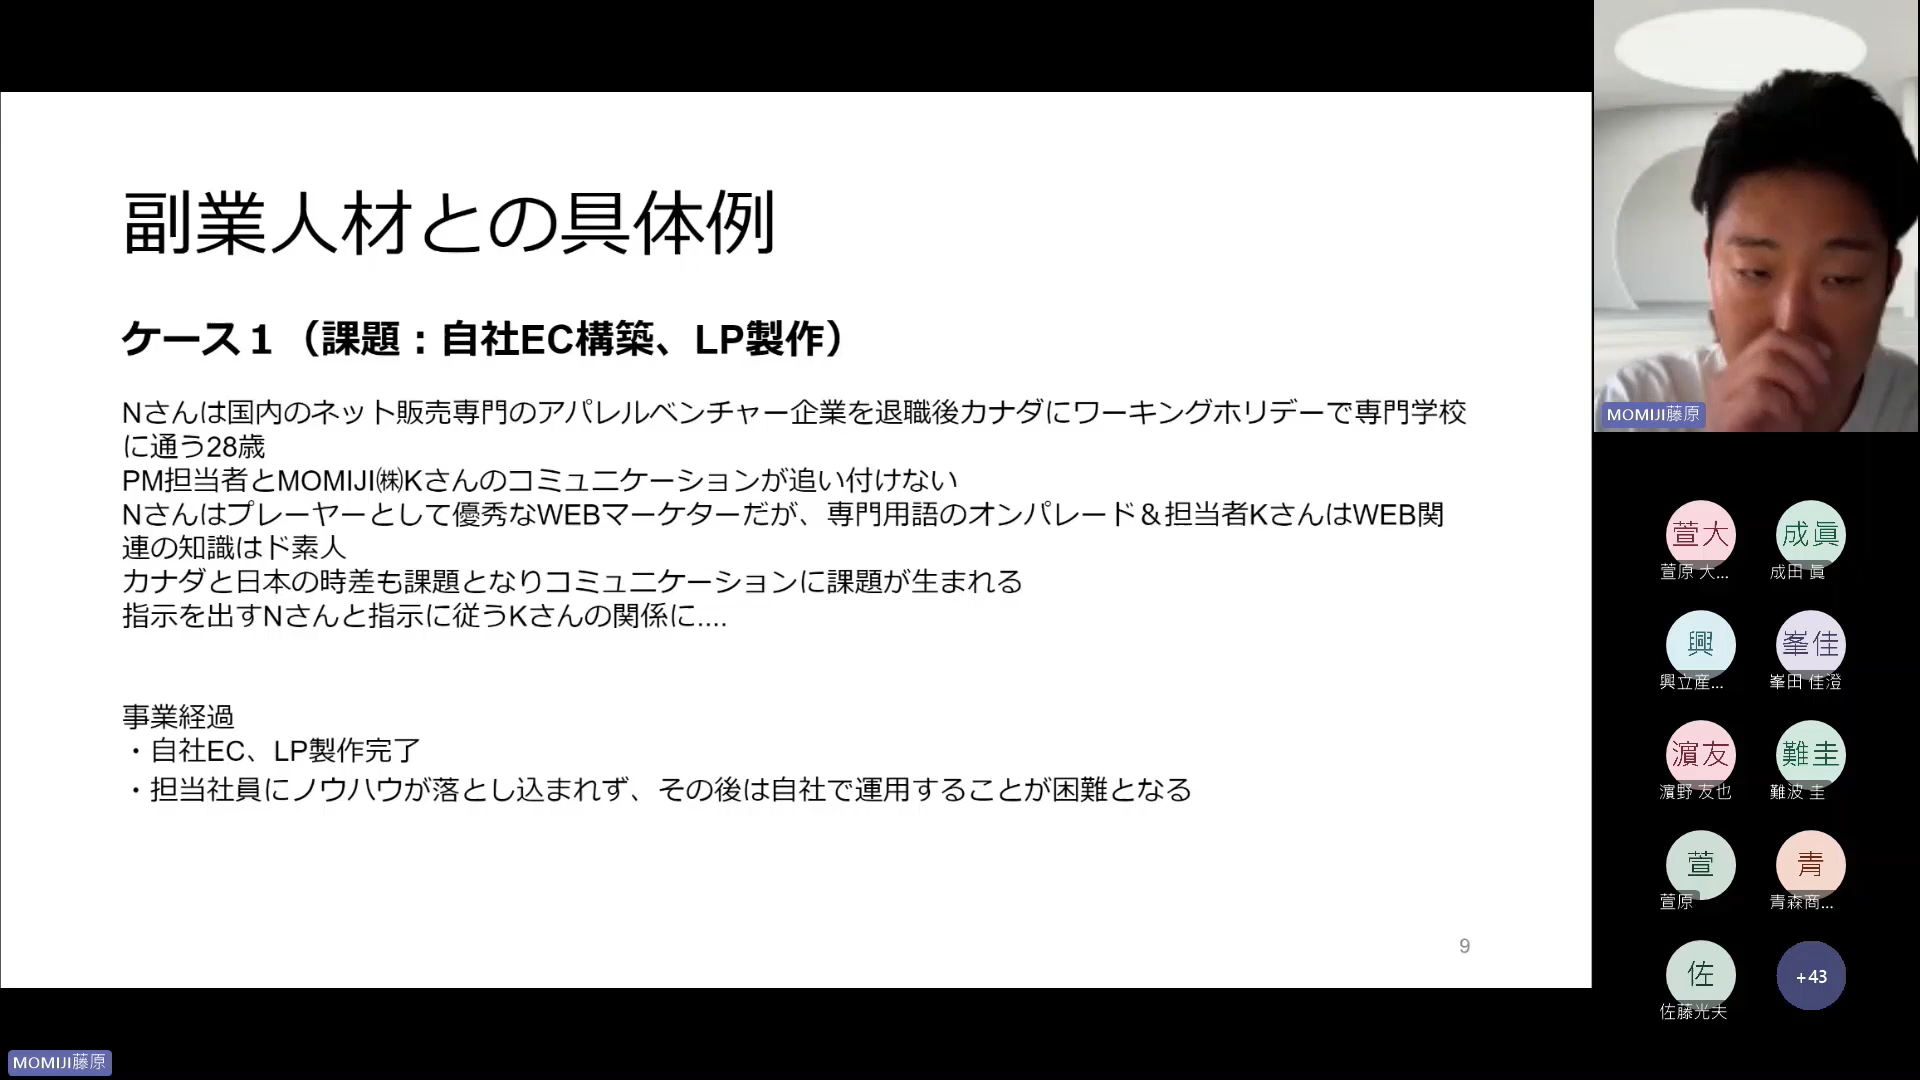 副業人材との具体例
ケース１（課題：自社EC構築、LP製作）
Nさんは国内のネット販売専門のアパレルベンチャー企業を退職後カナダにワーキングホリデーで専門学校
に通う28歳
PM担当者とMOMIJI㈱Kさんのコミュニケーションが追い付けない
Nさんはプレーヤーとして優秀なWEBマーケターだが、専門用語のオンパレード＆担当者KさんはWEB関
連の知識はド素人
カナダと日本の時差も課題となりコミュニケーションに課題が生まれる
指示を出すNさんと指示に従うKさんの関係に....
事業経過
・自社EC、LP製作完了
・担当社員にノウハウが落とし込まれず、その後は自社で運用することが困難となる
9
MOMIJI藤原
萱大
成眞
萱原 大...
成田 眞
興
峯佳
興立産...
峯田 佳澄
濵友
難圭
濵野 友也
難波 圭
萱
青
萱原
青森商...
佐
+43
佐藤光夫
MOMIJI藤原